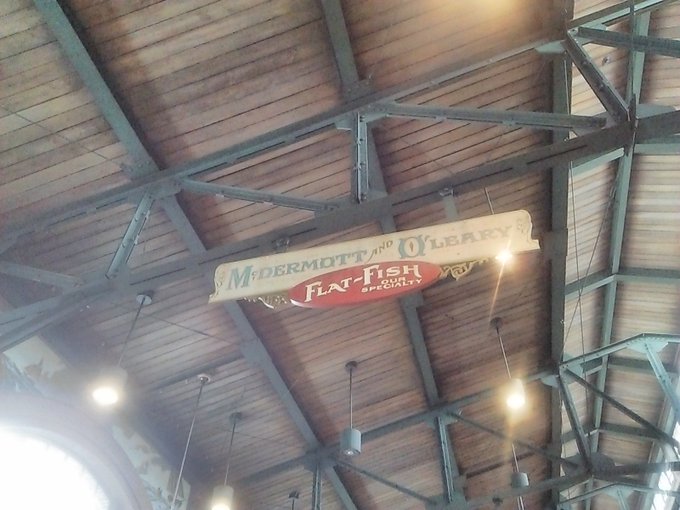 McDERMOTT AND O'LEARY
FLAT-FISH
OUR
SPECIALTY